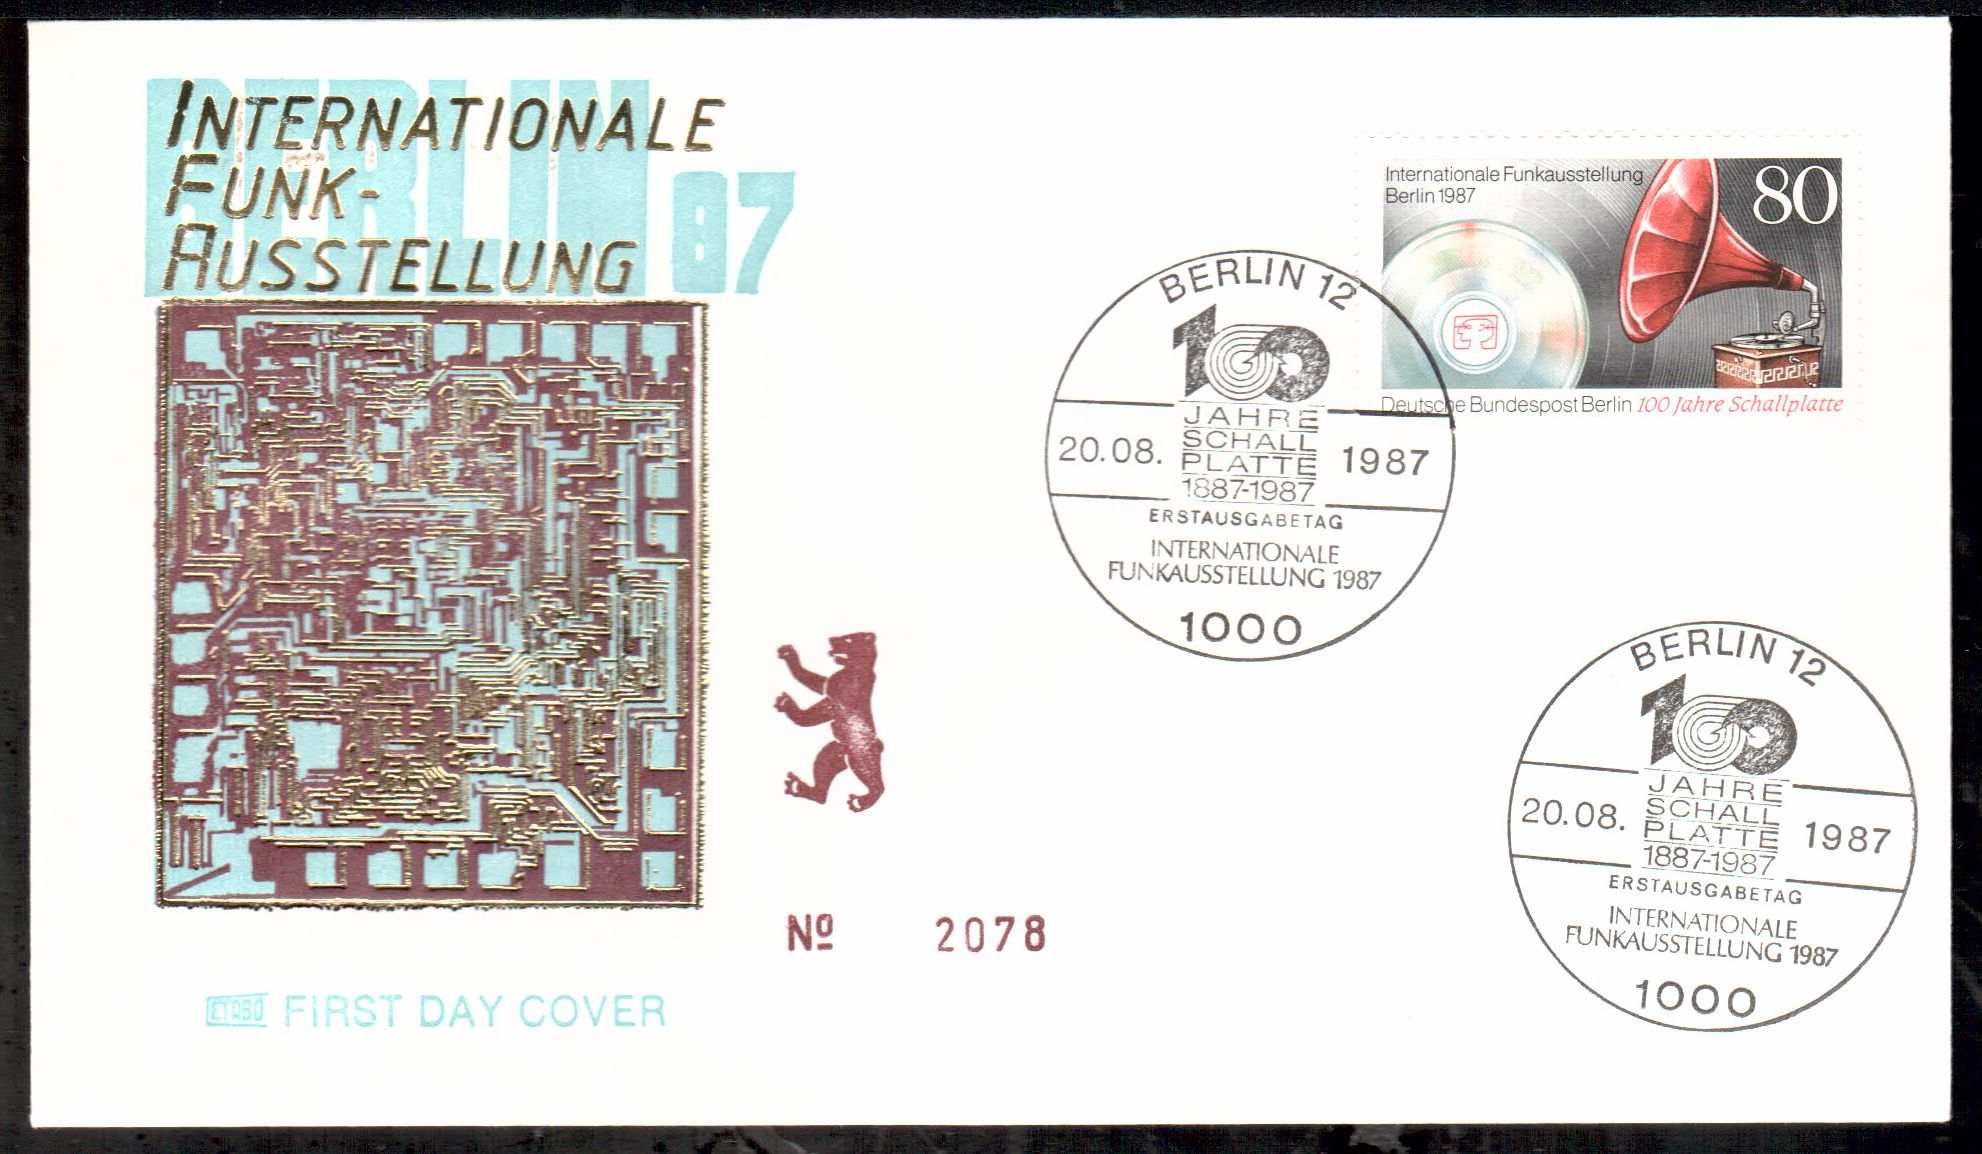 BERLIN 87
INTERNATIONALE
FUNK-
AUSSTELLUNG
Internationale Funkausstellung
Berlin 1987
80
Deutsche Bundespost Berlin 100 Jahre Schallplatte
BERLIN 12
100
JAHRE
SCHALL
PLATTE
1887-1987
20.08. 1987
ERSTAUSGABETAG
INTERNATIONALE
FUNKAUSSTELLUNG 1987
1000
BERLIN 12
100
JAHRE
SCHALL
PLATTE
1887-1987
20.08. 1987
ERSTAUSGABETAG
INTERNATIONALE
FUNKAUSSTELLUNG 1987
1000
Nº 2078
ETABO FIRST DAY COVER